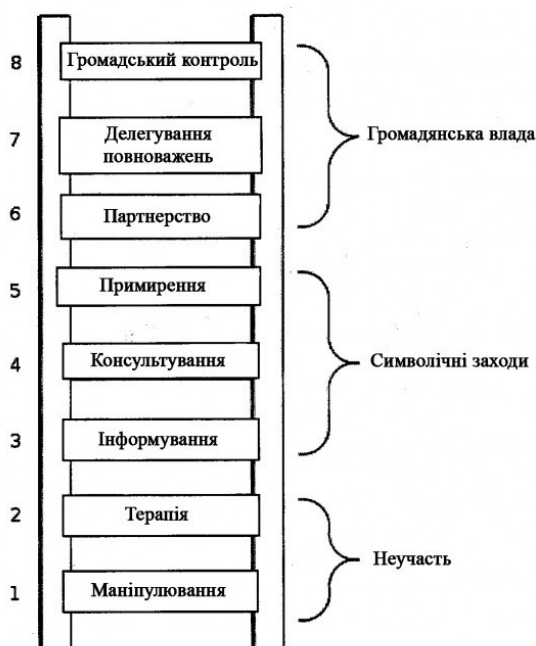 8 Громадський контроль
7 Делегування
повноважень
Громадянська влада
6 Партнерство
5 Примирення
4 Консультування
Символічні заходи
3 Інформування
2 Терапія
Неучасть
1 Маніпулювання